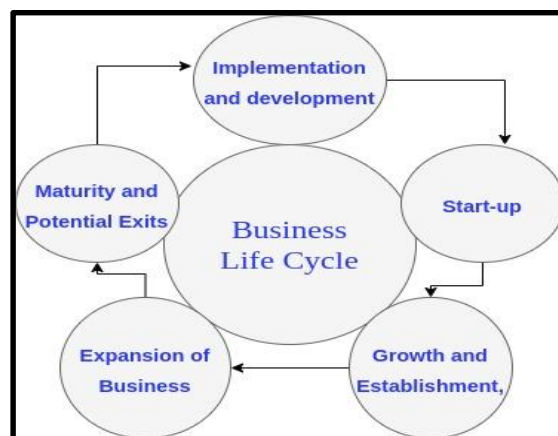 Implementation
and development
Start-up
Growth and
Establishment,
Expansion of
Business
Maturity and
Potential Exits
Business
Life Cycle